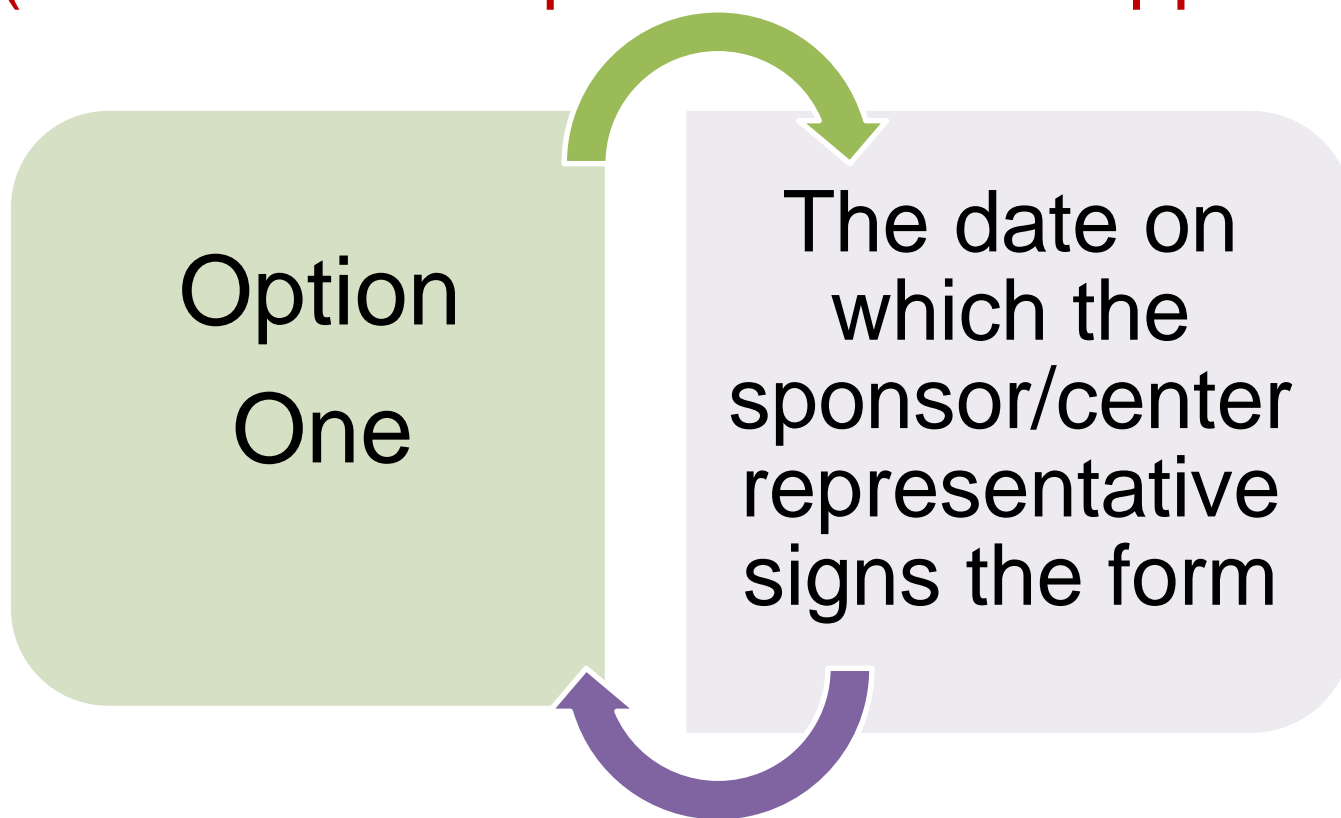 Option
One
The date on
which the
sponsor/center
representative
signs the form